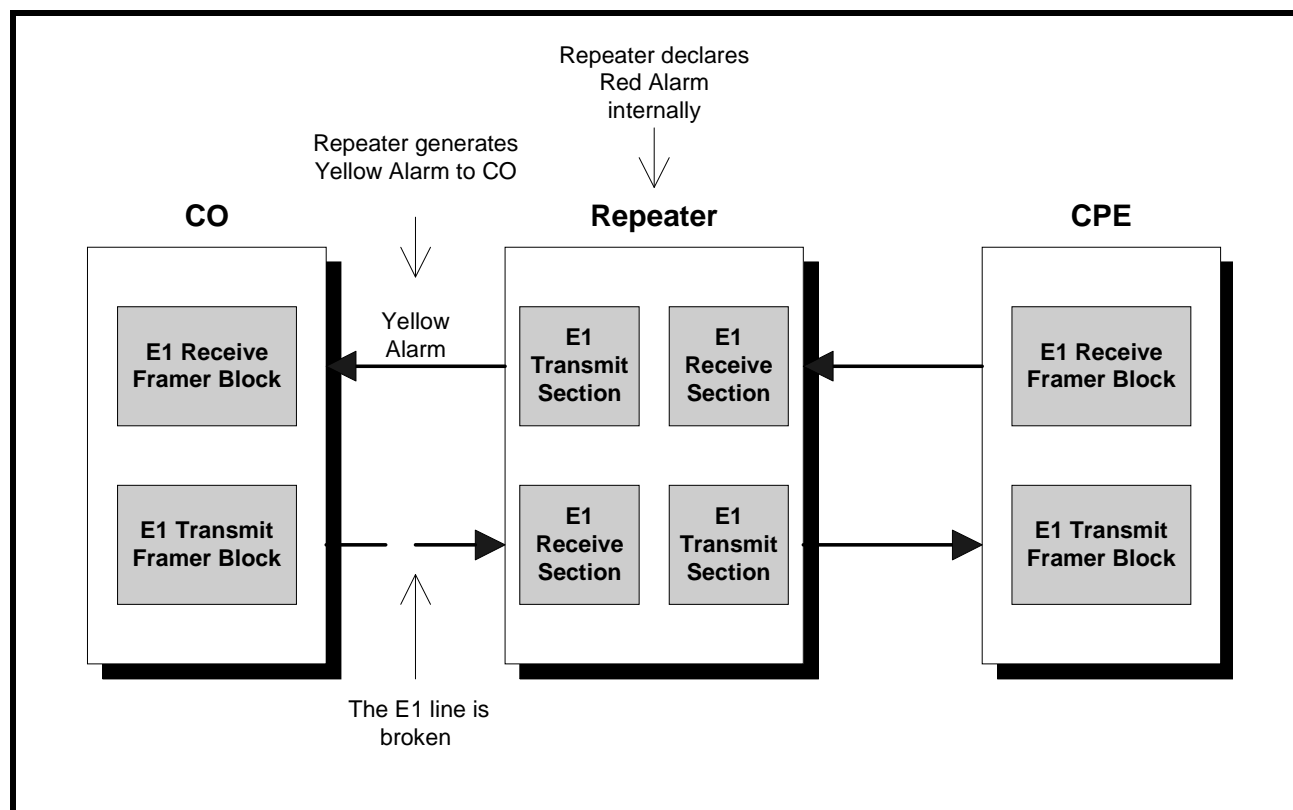 Repeater declares
Red Alarm
internally
Repeater generates
Yellow Alarm to CO
CO
Repeater
CPE
E1 Receive
Framer Block
Yellow
Alarm
E1
Transmit
Section
E1
Receive
Section
E1 Receive
Framer Block
E1 Transmit
Framer Block
E1
Receive
Section
E1
Transmit
Section
E1 Transmit
Framer Block
The E1 line is
broken